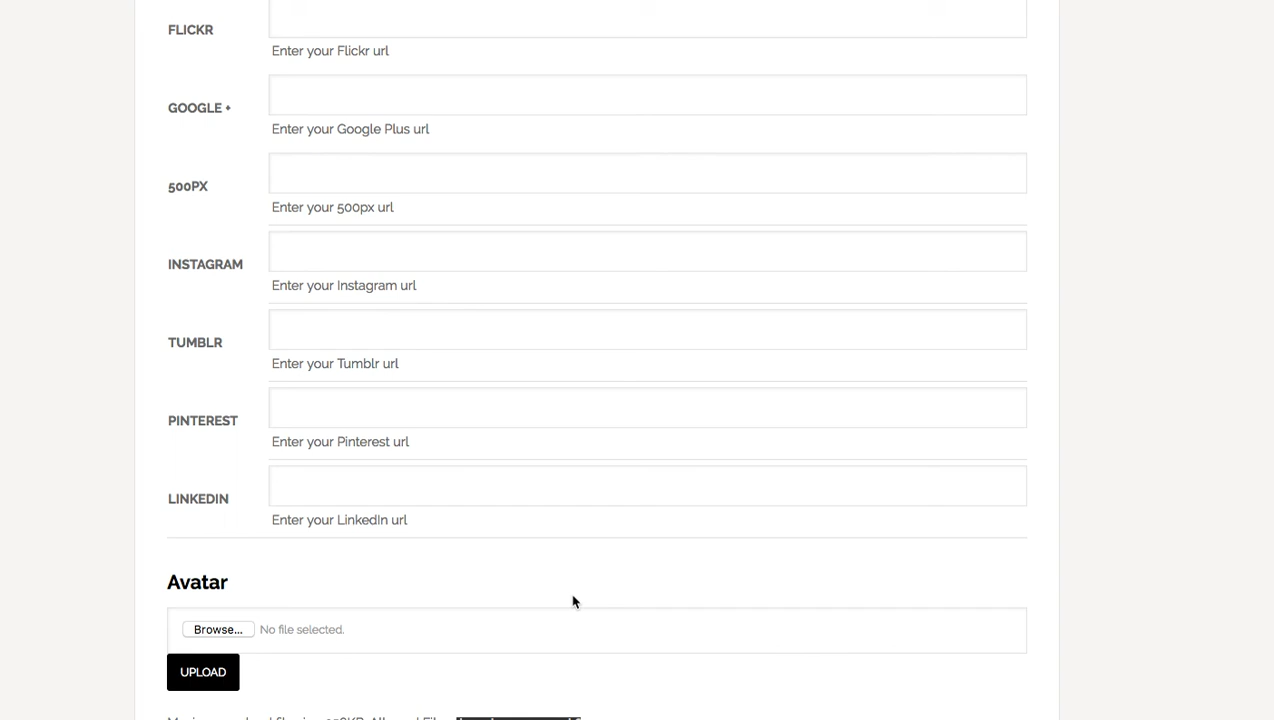 FLICKR
Enter your Flickr url
GOOGLE +
Enter your Google Plus url
500PX
Enter your 500px url
INSTAGRAM
Enter your Instagram url
TUMBLR
Enter your Tumblr url
PINTEREST
Enter your Pinterest url
LINKEDIN
Enter your LinkedIn url
Avatar
Browse... No file selected.
UPLOAD